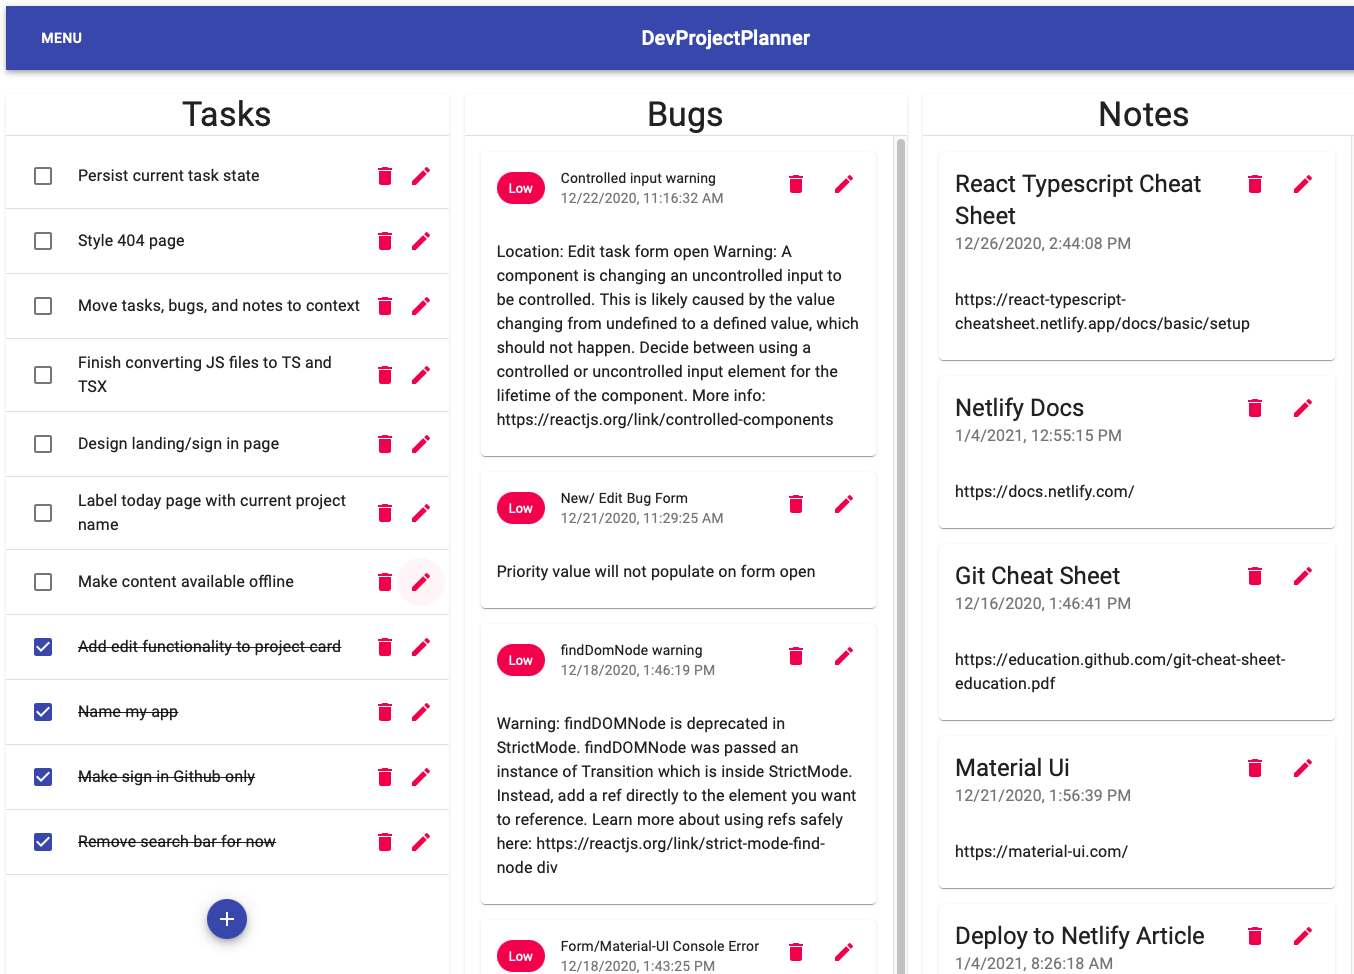 MENU
DevProjectPlanner
Tasks
Persist current task state
Style 404 page
Move tasks, bugs, and notes to context
Finish converting JS files to TS and
TSX
Design landing/sign in page
Label today page with current project
name
Make content available offline
Add edit functionality to project card
Name my app
Make sign in Github only
Remove search bar for now
Bugs
Low
Controlled input warning
12/22/2020, 11:16:32 AM
Location: Edit task form open Warning: A
component is changing an uncontrolled input to
be controlled. This is likely caused by the value
changing from undefined to a defined value, which
should not happen. Decide between using a
controlled or uncontrolled input element for the
lifetime of the component. More info:
https://reactjs.org/link/controlled-components
Low
New/ Edit Bug Form
12/21/2020, 11:29:25 AM
Priority value will not populate on form open
Low
findDomNode warning
12/18/2020, 1:46:19 PM
Warning: findDOMNode is deprecated in
StrictMode. findDOMNode was passed an
instance of Transition which is inside StrictMode.
Instead, add a ref directly to the element you want
to reference. Learn more about using refs safely
here: https://reactjs.org/link/strict-mode-find-
node div
Low
Form/Material-UI Console Error
12/18/2020, 1:43:25 PM
Notes
React Typescript Cheat
Sheet
12/26/2020, 2:44:08 PM
https://react-typescript-
cheatsheet.netlify.app/docs/basic/setup
Netlify Docs
1/4/2021, 12:55:15 PM
https://docs.netlify.com/
Git Cheat Sheet
12/16/2020, 1:46:41 PM
https://education.github.com/git-cheat-sheet-
education.pdf
Material Ui
12/21/2020, 1:56:39 PM
https://material-ui.com/
Deploy to Netlify Article
1/4/2021, 8:26:18 AM